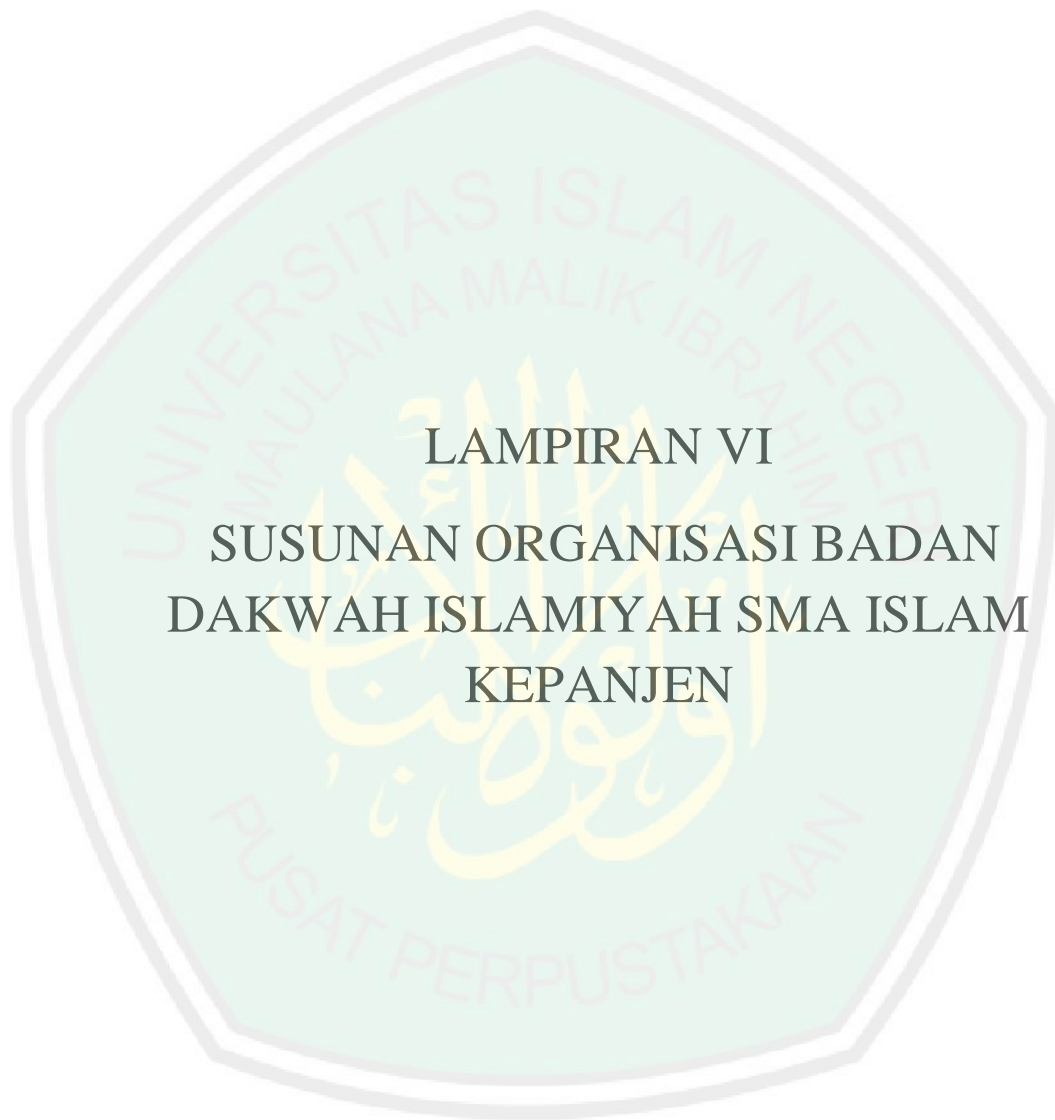 UNIVERSITAS ISLAM NEGERI
MAULANA MALIK IBRAHIM
LAMPIRAN VI
SUSUNAN ORGANISASI BADAN
DAKWAH ISLAMIYAH SMA ISLAM
KEPANJEN
PUSAT PERPUSTAKAAN